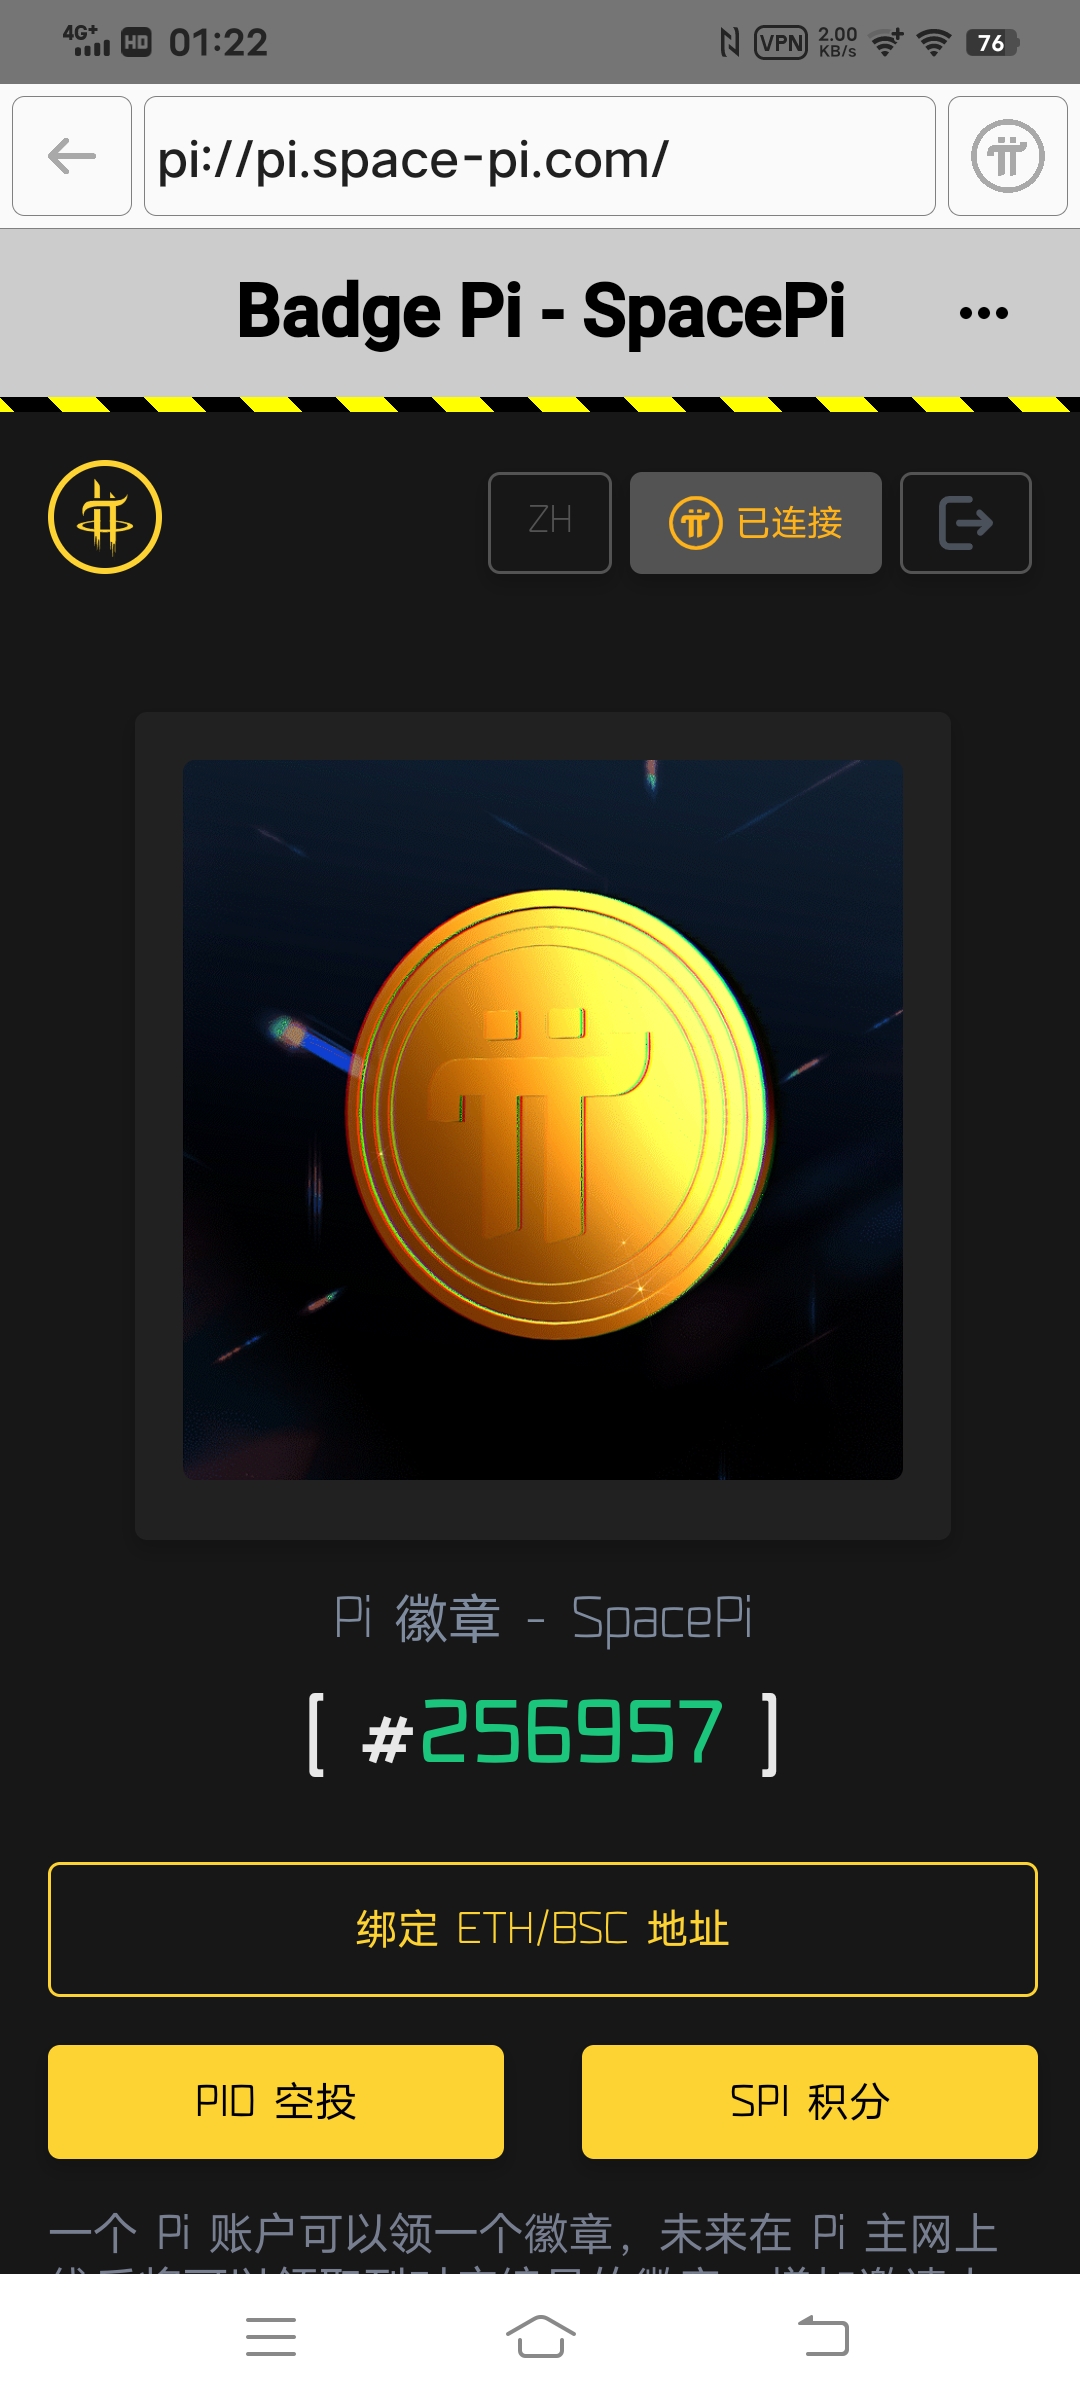 4G+ HD 01:22 VPN 2.00 KB/s 76
pi://pi.space-pi.com/
Badge Pi - SpacePi
ZH 已连接
Pi 徽章 - SpacePi
[ #256957 ]
绑定 ETH/BSC 地址
PIO 空投 SPI 积分
一个 Pi 账户可以领一个徽章，未来在 Pi 主网上